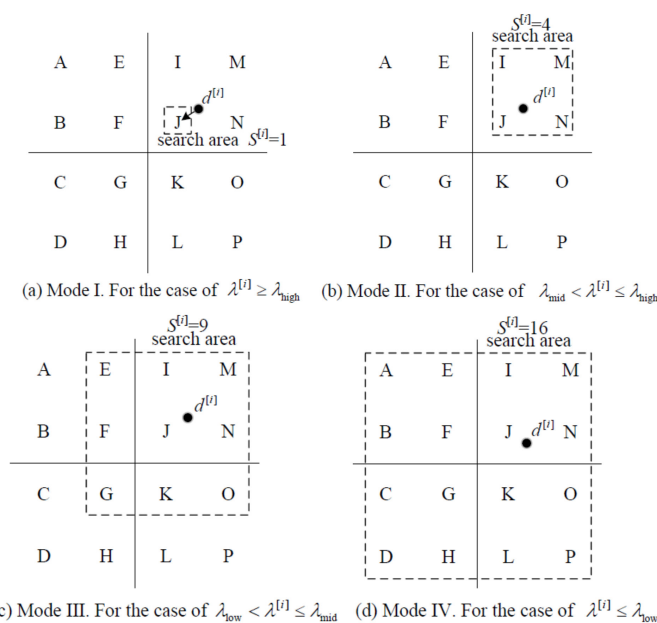 S[i]=4
search area
A E I M
d[i]
B F J N
search area S[i]=1
C G K O
D H L P
A E I M
d[i]
B F J N
C G K O
D H L P
(a) Mode I. For the case of λ[i] ≥ λhigh
(b) Mode II. For the case of λmid < λ[i] ≤ λhigh
S[i]=9
search area
A E I M
d[i]
B F J N
C G K O
D H L P
S[i]=16
search area
A E I M
B F J d[i] N
C G K O
D H L P
c) Mode III. For the case of λlow < λ[i] ≤ λmid
(d) Mode IV. For the case of λ[i] ≤ λlow